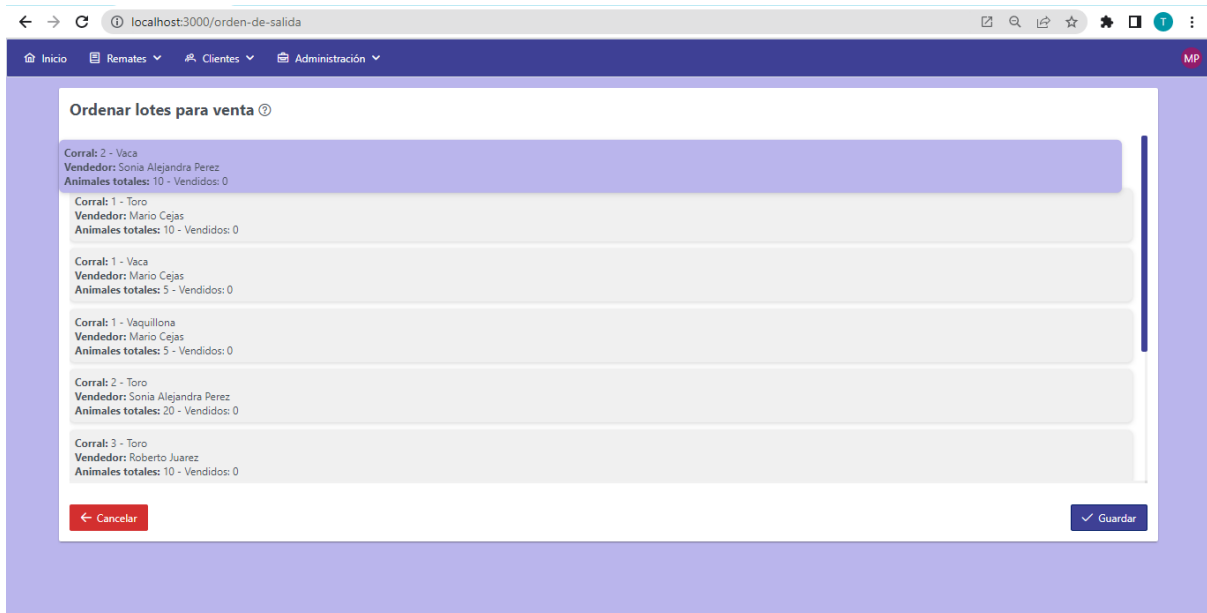 localhost:3000/orden-de-salida
T
Inicio Remates Clientes Administración MP
Ordenar lotes para venta
Corral: 2 - Vaca
Vendedor: Sonia Alejandra Perez
Animales totales: 10 - Vendidos: 0
Corral: 1 - Toro
Vendedor: Mario Cejas
Animales totales: 10 - Vendidos: 0
Corral: 1 - Vaca
Vendedor: Mario Cejas
Animales totales: 5 - Vendidos: 0
Corral: 1 - Vaquillona
Vendedor: Mario Cejas
Animales totales: 5 - Vendidos: 0
Corral: 2 - Toro
Vendedor: Sonia Alejandra Perez
Animales totales: 20 - Vendidos: 0
Corral: 3 - Toro
Vendedor: Roberto Juarez
Animales totales: 10 - Vendidos: 0
Cancelar Guardar